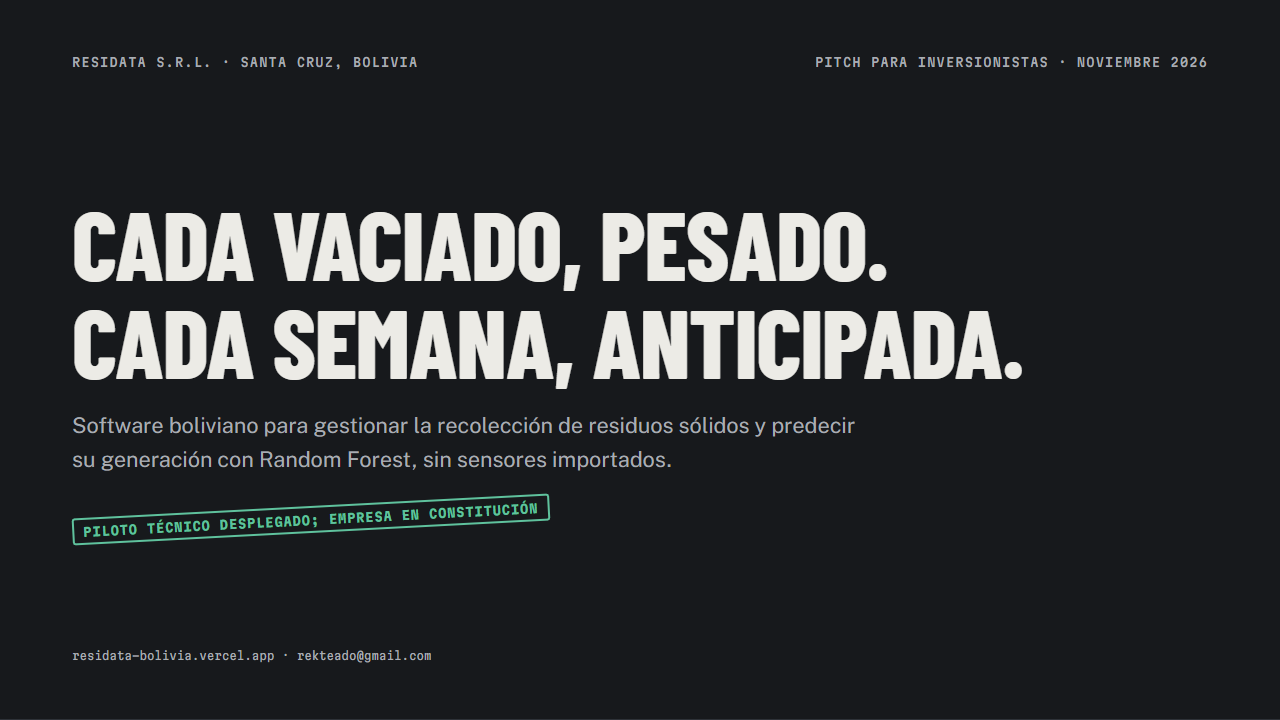 RESIDATA S.R.L. · SANTA CRUZ, BOLIVIA
PITCH PARA INVERSIONISTAS · NOVIEMBRE 2026
CADA VACIADO, PESADO.
CADA SEMANA, ANTICIPADA.
Software boliviano para gestionar la recolección de residuos sólidos y predecir
su generación con Random Forest, sin sensores importados.
PILOTO TÉCNICO DESPLEGADO; EMPRESA EN CONSTITUCIÓN
residata-bolivia.vercel.app · rekteado@gmail.com